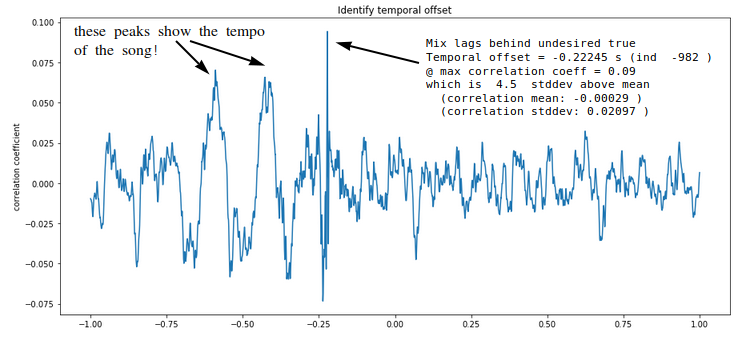 Identify temporal offset
these peaks show the tempo
of the song!
Mix lags behind undesired true
Temporal offset = -0.22245 s (ind -982 )
@ max correlation coeff = 0.09
which is 4.5 stddev above mean
(correlation mean: -0.00029 )
(correlation stddev: 0.02097 )
correlation coefficient
0.100
0.075
0.050
0.025
0.000
−0.025
−0.050
−0.075
−1.00 −0.75 −0.50 −0.25 0.00 0.25 0.50 0.75 1.00